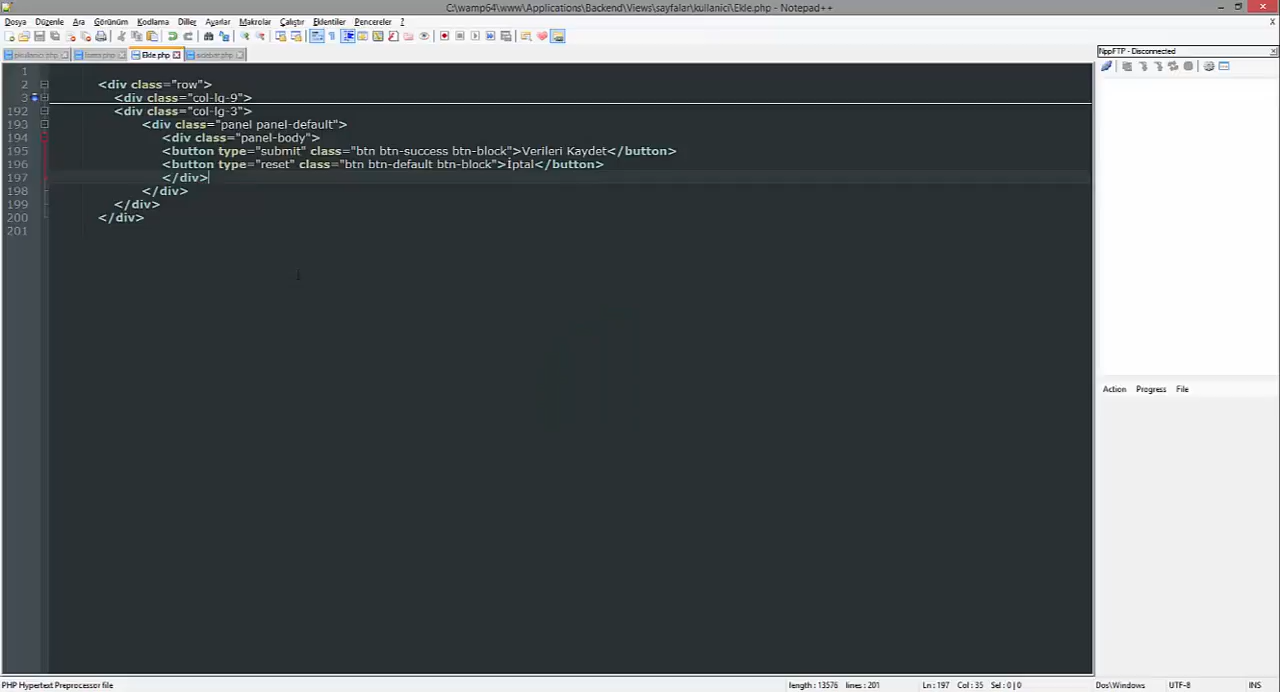 C:\wamp64\www\Applications\Backend\Views\sayfalar\kullanici\Ekle.php - Notepad++
Dosya Düzenle Ara Görünüm Kodlama Diller Ayarlar Makrolar Çalıştır Eklentiler Pencereler ?
Ekle.php sidebar.php
NppFTP - Disconnected
1
2 <div class="row">
3 <div class="col-lg-9">
192 <div class="col-lg-3">
193 <div class="panel panel-default">
194 <div class="panel-body">
195 <button type="submit" class="btn btn-success btn-block">Verileri Kaydet</button>
196 <button type="reset" class="btn btn-default btn-block">İptal</button>
197 </div>
198 </div>
199 </div>
200 </div>
201
Action Progress File
PHP Hypertext Preprocessor file length : 13576 lines : 201 Ln : 197 Col : 35 Sel : 0 | 0 Dos\Windows UTF-8 INS